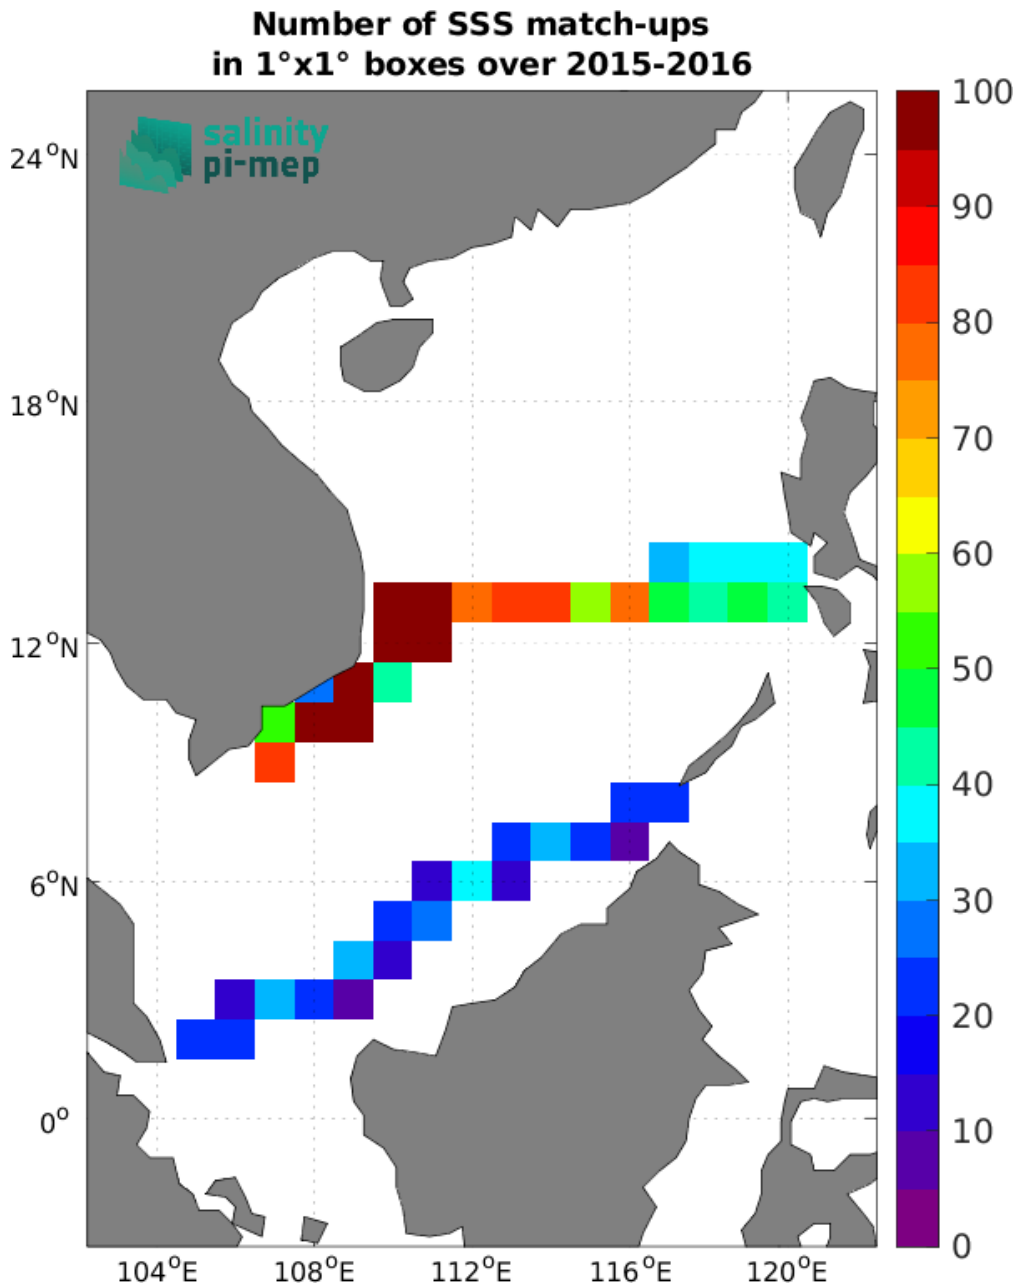 Number of SSS match-ups
in 1°x1° boxes over 2015-2016
salinity
pi-mep
24°N
18°N
12°N
6°N
0°
104°E
108°E
112°E
116°E
120°E
100
90
80
70
60
50
40
30
20
10
0